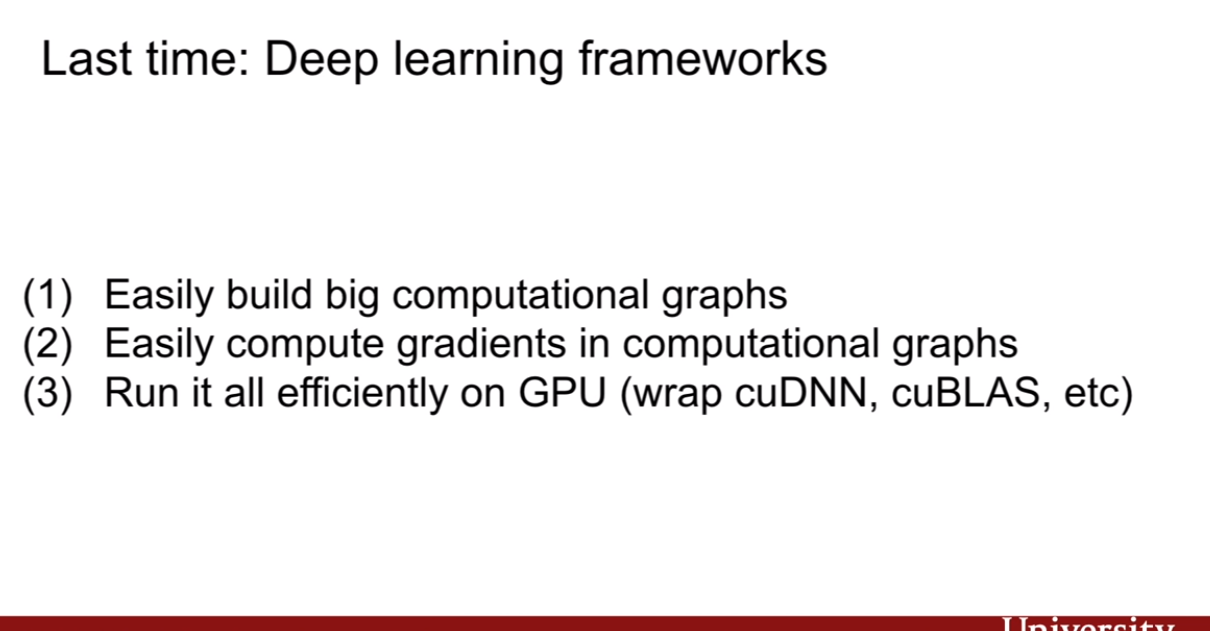 Last time: Deep learning frameworks
(1) Easily build big computational graphs
(2) Easily compute gradients in computational graphs
(3) Run it all efficiently on GPU (wrap cuDNN, cuBLAS, etc)
University